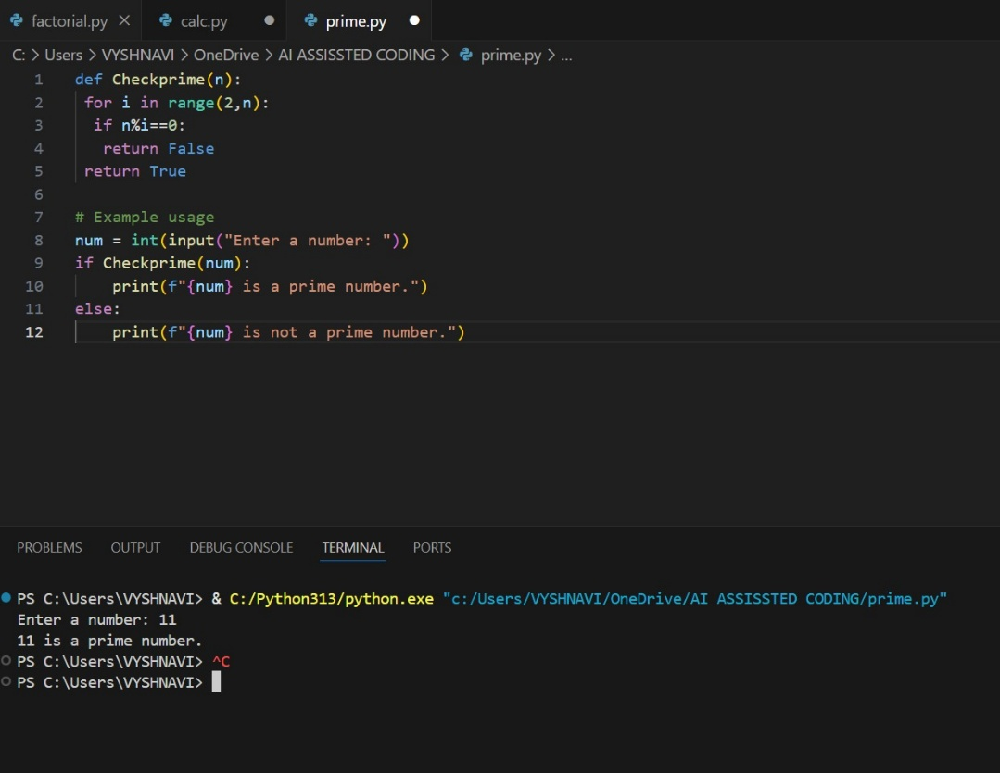 factorial.py
calc.py
prime.py
C: > Users > VYSHNAVI > OneDrive > AI ASSISSTED CODING > prime.py > ...
1 def Checkprime(n):
2  for i in range(2,n):
3   if n%i==0:
4    return False
5  return True
6
7 # Example usage
8 num = int(input("Enter a number: "))
9 if Checkprime(num):
10     print(f"{num} is a prime number.")
11 else:
12     print(f"{num} is not a prime number.")
PROBLEMS OUTPUT DEBUG CONSOLE TERMINAL PORTS
PS C:\Users\VYSHNAVI> & C:/Python313/python.exe "c:/Users/VYSHNAVI/OneDrive/AI ASSISSTED CODING/prime.py"
Enter a number: 11
11 is a prime number.
PS C:\Users\VYSHNAVI> ^C
PS C:\Users\VYSHNAVI>